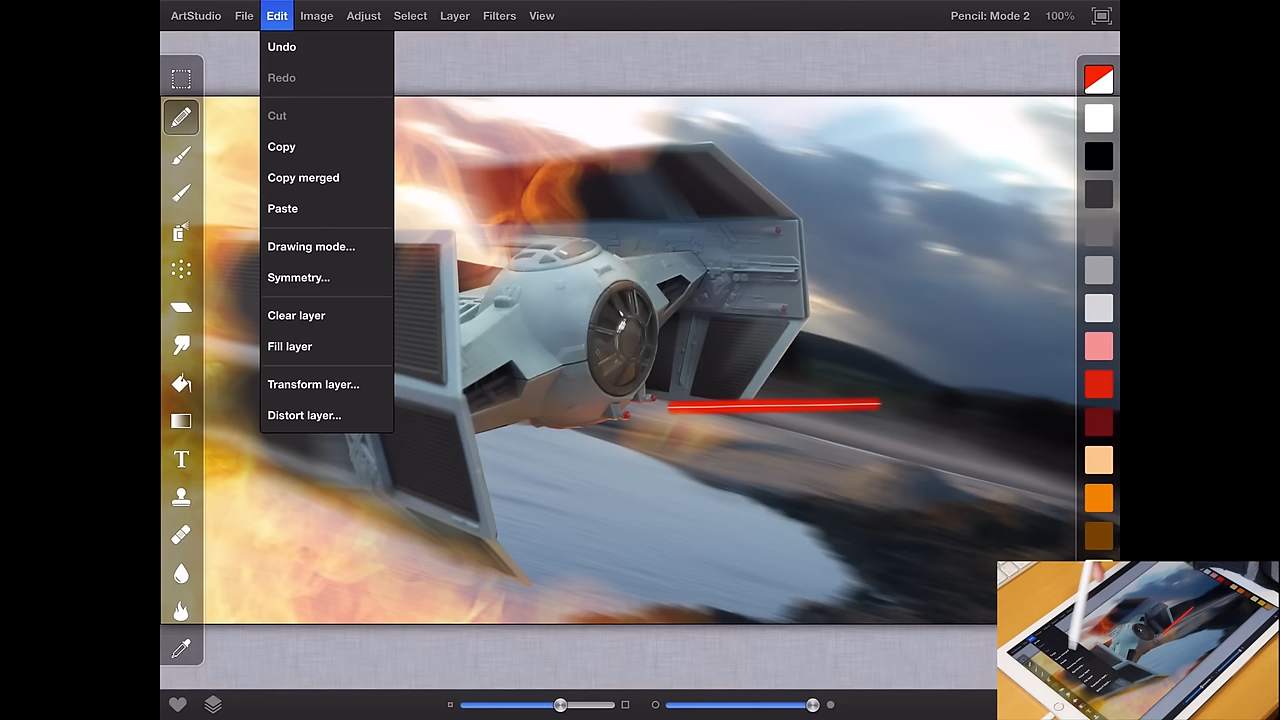 ArtStudio File Edit Image Adjust Select Layer Filters View Pencil: Mode 2 100%
Undo
Redo
Cut
Copy
Copy merged
Paste
Drawing mode...
Symmetry...
Clear layer
Fill layer
Transform layer...
Distort layer...
T